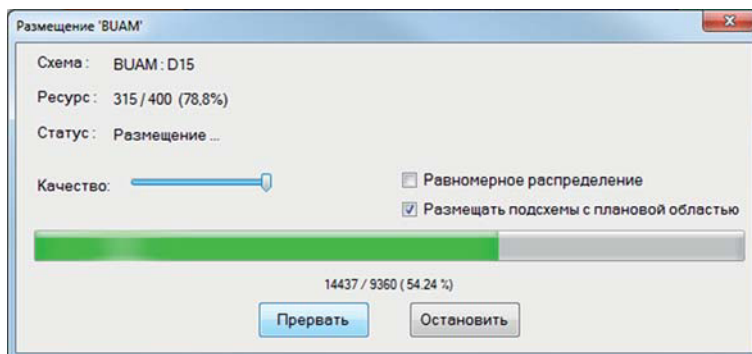 Размещение 'BUAM'
Схема: BUAM:D15
Ресурс: 315/400 (78,8%)
Статус: Размещение ...
Качество:
Равномерное распределение
Размещать подсхемы с плановой областью
14437 / 9360 ( 54.24 %)
Прервать Остановить